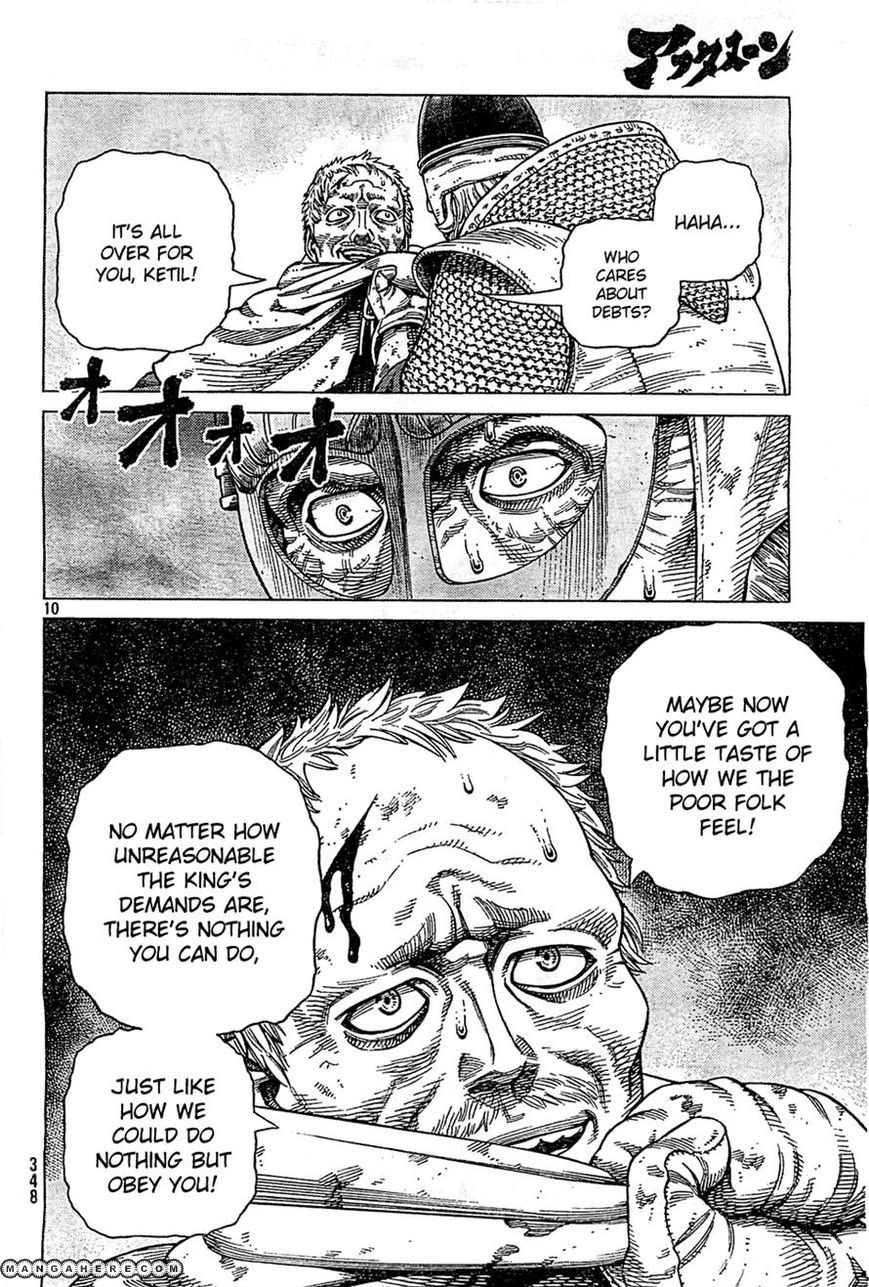 アフタヌーン
HAHA...
WHO
CARES
ABOUT
DEBTS?
IT'S ALL
OVER FOR
YOU, KETIL!
オオオオ
10
MAYBE NOW
YOU'VE GOT A
LITTLE TASTE OF
HOW WE THE
POOR FOLK
FEEL!
NO MATTER HOW
UNREASONABLE
THE KING'S
DEMANDS ARE,
THERE'S NOTHING
YOU CAN DO,
JUST LIKE
HOW WE
COULD DO
NOTHING BUT
OBEY YOU!
348
MANGAHERE.COM